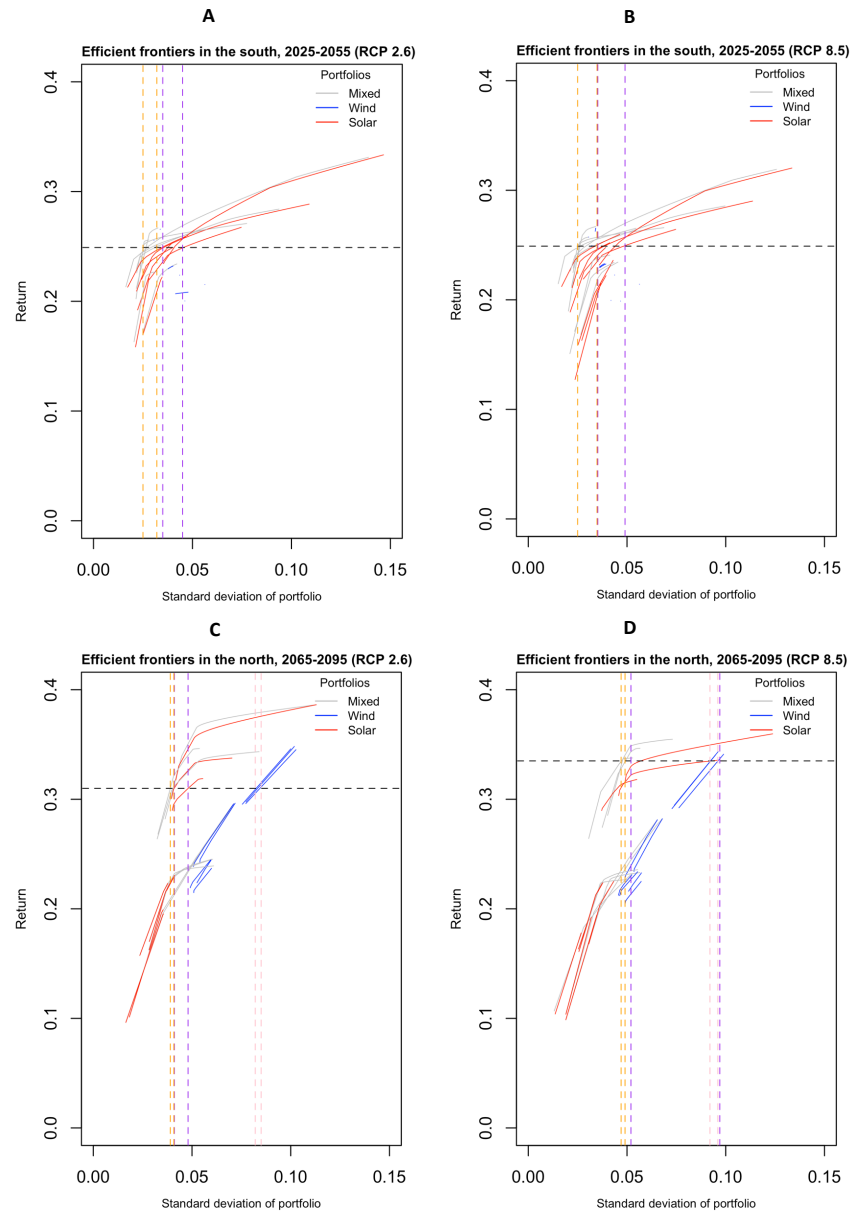 A
Efficient frontiers in the south, 2025-2055 (RCP 2.6)
Portfolios
Mixed
Wind
Solar
0.4
0.3
0.2
0.1
0.0
Return
0.00 0.05 0.10 0.15
Standard deviation of portfolio
B
Efficient frontiers in the south, 2025-2055 (RCP 8.5)
Portfolios
Mixed
Wind
Solar
0.4
0.3
0.2
0.1
0.0
Return
0.00 0.05 0.10 0.15
Standard deviation of portfolio
C
Efficient frontiers in the north, 2065-2095 (RCP 2.6)
Portfolios
Mixed
Wind
Solar
0.4
0.3
0.2
0.1
0.0
Return
0.00 0.05 0.10 0.15
Standard deviation of portfolio
D
Efficient frontiers in the north, 2065-2095 (RCP 8.5)
Portfolios
Mixed
Wind
Solar
0.4
0.3
0.2
0.1
0.0
Return
0.00 0.05 0.10 0.15
Standard deviation of portfolio